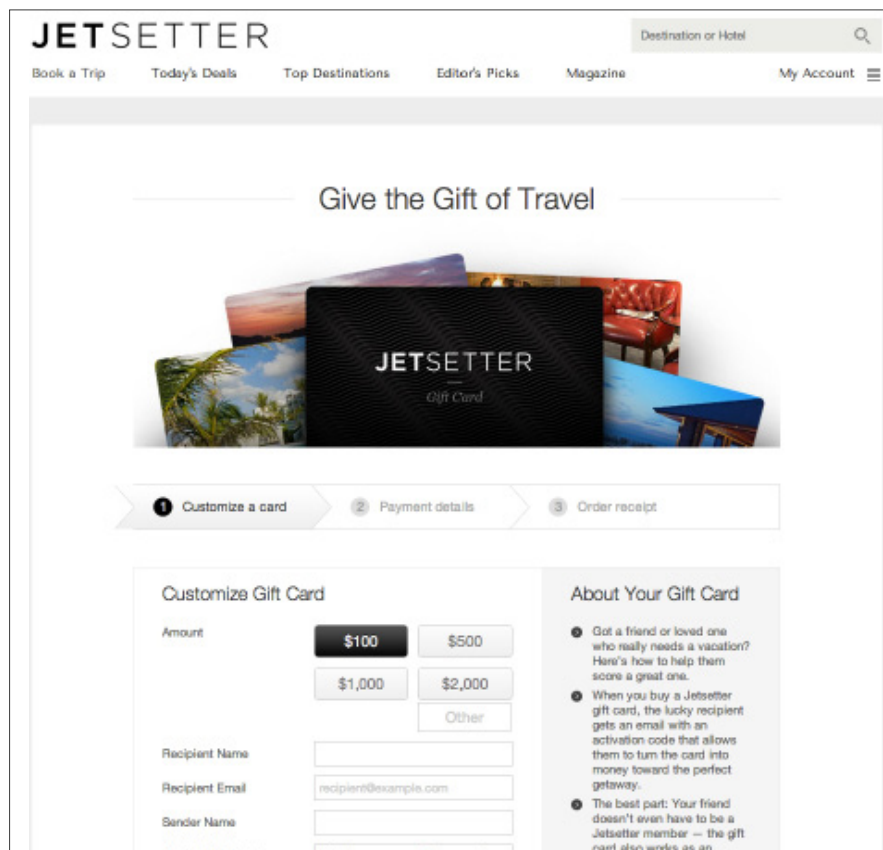 JETSETTER
Destination or Hotel
Book a Trip Today's Deals Top Destinations Editor's Picks Magazine My Account
Give the Gift of Travel
JETSETTER
Gift Card
1 Customize a card 2 Payment details 3 Order receipt
Customize Gift Card
Amount
$100 $500
$1,000 $2,000
Other
Recipient Name
Recipient Email recipient@example.com
Sender Name
About Your Gift Card
Got a friend or loved one
who really needs a vacation?
Here's how to help them
score a great one.
When you buy a Jetsetter
gift card, the lucky recipient
gets an email with an
activation code that allows
them to turn the card into
money toward the perfect
getaway.
The best part: Your friend
doesn't even have to be a
Jetsetter member — the gift
card also works as an